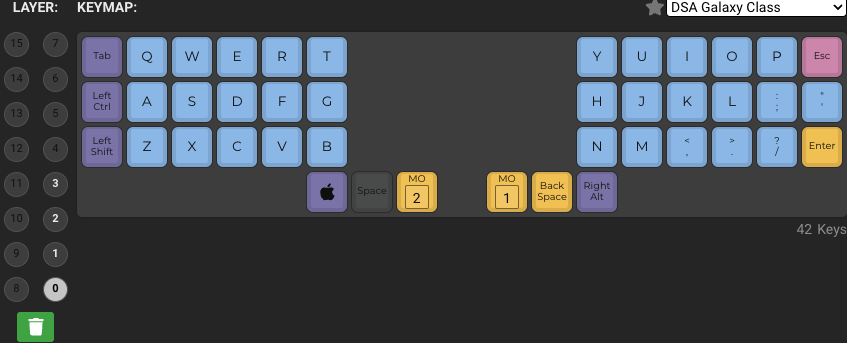 LAYER: KEYMAP: DSA Galaxy Class
15 7 Tab Q W E R T Y U I O P Esc
14 6
13 5 Left Ctrl A S D F G H J K L : ; " '
12 4 Left Shift Z X C V B N M < , > . ? / Enter
11 3 Space MO 2 MO 1 Back Space Right Alt
10 2
42 Keys
9 1
8 0